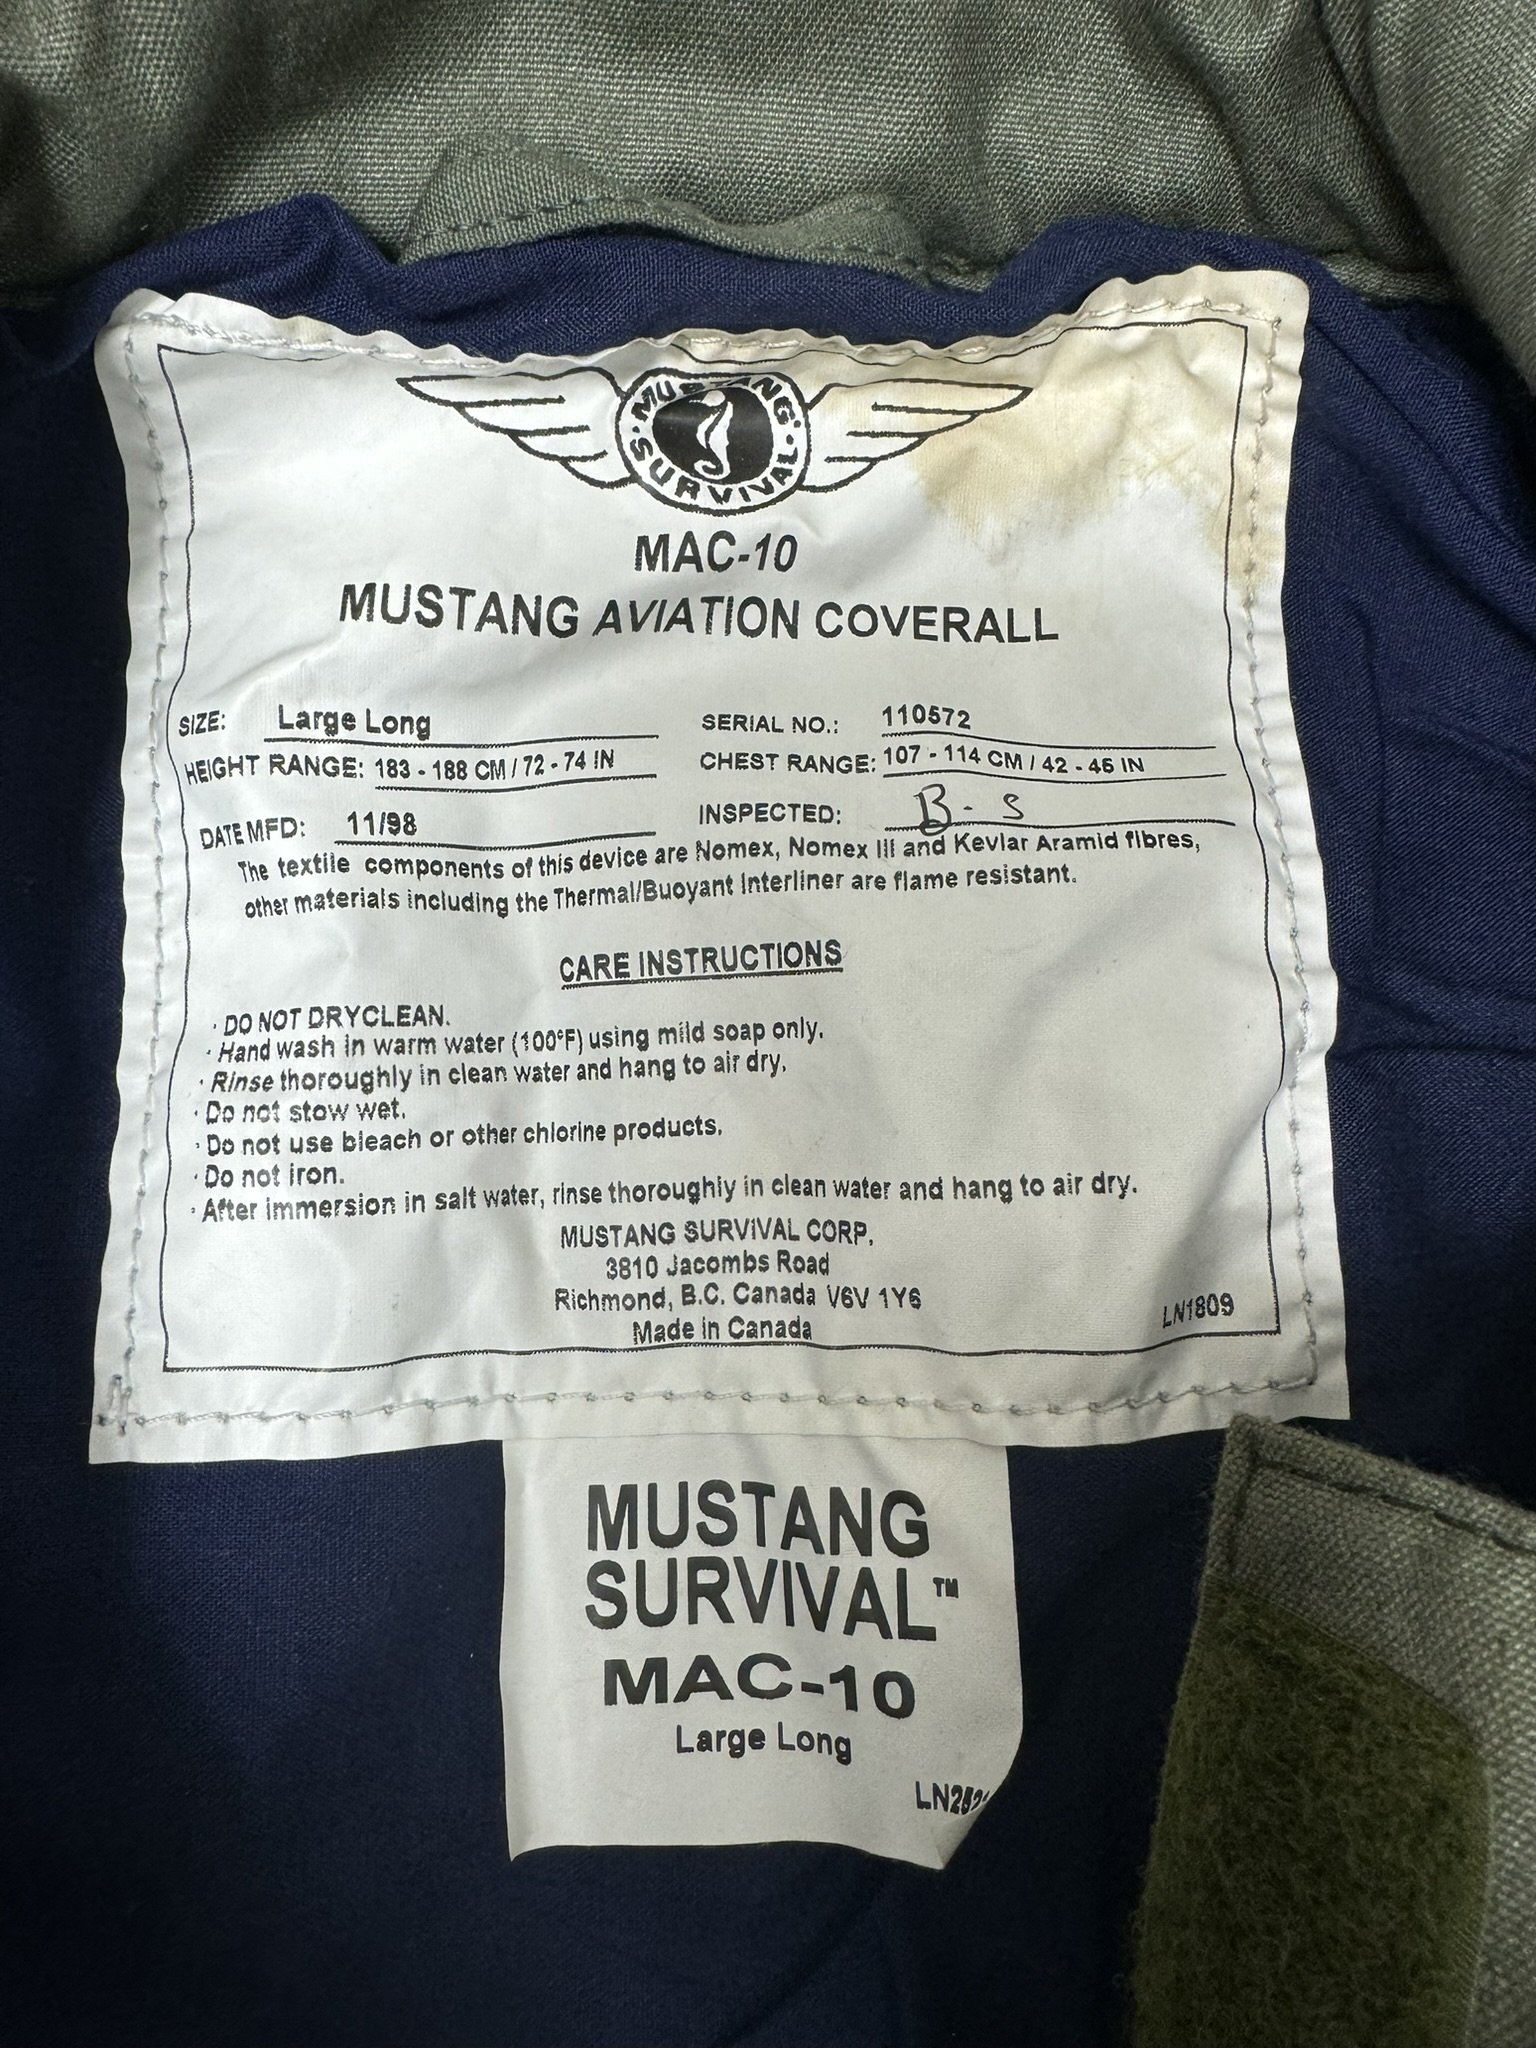 MUSTANG
SURVIVAL
MAC-10
MUSTANG AVIATION COVERALL
SIZE: Large Long SERIAL NO.: 110572
HEIGHT RANGE: 183 - 188 CM / 72 - 74 IN CHEST RANGE: 107 - 114 CM / 42 - 45 IN
DATE MFD: 11/98 INSPECTED: B-S
The textile components of this device are Nomex, Nomex III and Kevlar Aramid fibres,
other materials including the Thermal/Buoyant Interliner are flame resistant.
CARE INSTRUCTIONS
· DO NOT DRYCLEAN.
· Hand wash in warm water (100°F) using mild soap only.
· Rinse thoroughly in clean water and hang to air dry.
· Do not stow wet.
· Do not use bleach or other chlorine products.
· Do not iron.
· After immersion in salt water, rinse thoroughly in clean water and hang to air dry.
MUSTANG SURVIVAL CORP.
3810 Jacombs Road
Richmond, B.C. Canada V6V 1Y6
Made in Canada
LN1809
MUSTANG
SURVIVAL™
MAC-10
Large Long